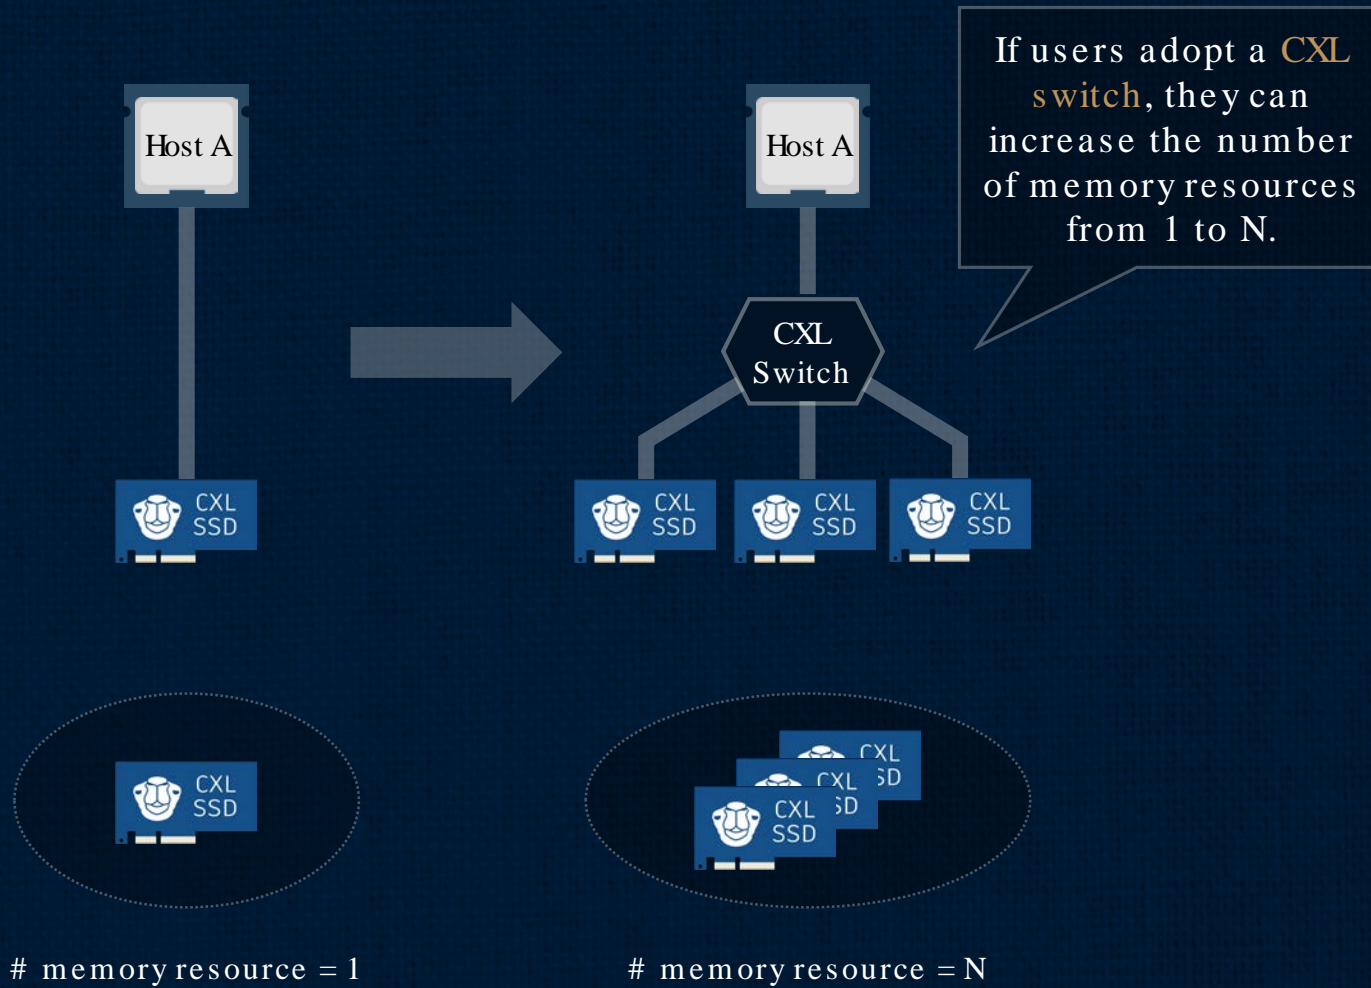 If users adopt a CXL
switch, they can
increase the number
of memory resources
from 1 to N.
Host A
Host A
CXL
Switch
CXL
SSD
CXL
SSD
CXL
SSD
CXL
SSD
CXL
SSD
CXL
SD
CXL
SD
CXL
SSD
# memory resource = 1
# memory resource = N